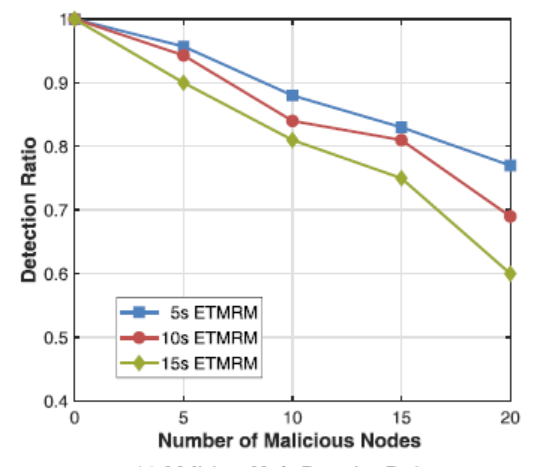 Detection Ratio
1
0.9
0.8
0.7
0.6
0.5
0.4
5s ETMRM
10s ETMRM
15s ETMRM
0 5 10 15 20
Number of Malicious Nodes